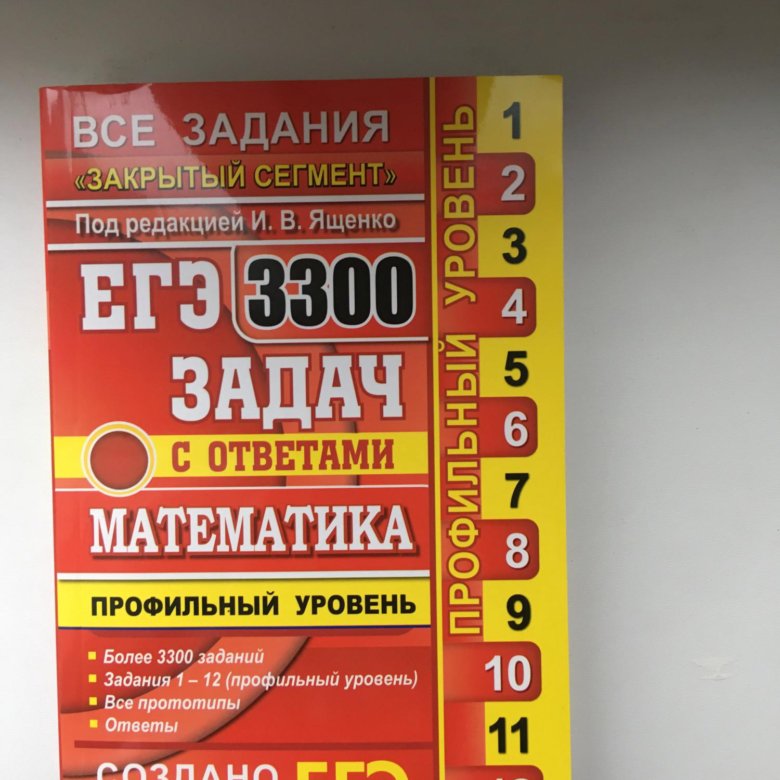 ВСЕ ЗАДАНИЯ
«ЗАКРЫТЫЙ СЕГМЕНТ»
Под редакцией И. В. Ященко
ЕГЭ 3300
ЗАДАЧ
С ОТВЕТАМИ
МАТЕМАТИКА
ПРОФИЛЬНЫЙ УРОВЕНЬ
▪ Более 3300 заданий
▪ Задания 1 – 12 (профильный уровень)
▪ Все прототипы
▪ Ответы
СОЗДАНО ЕГЭ
ПРОФИЛЬНЫЙ УРОВЕНЬ
1
2
3
4
5
6
7
8
9
10
11